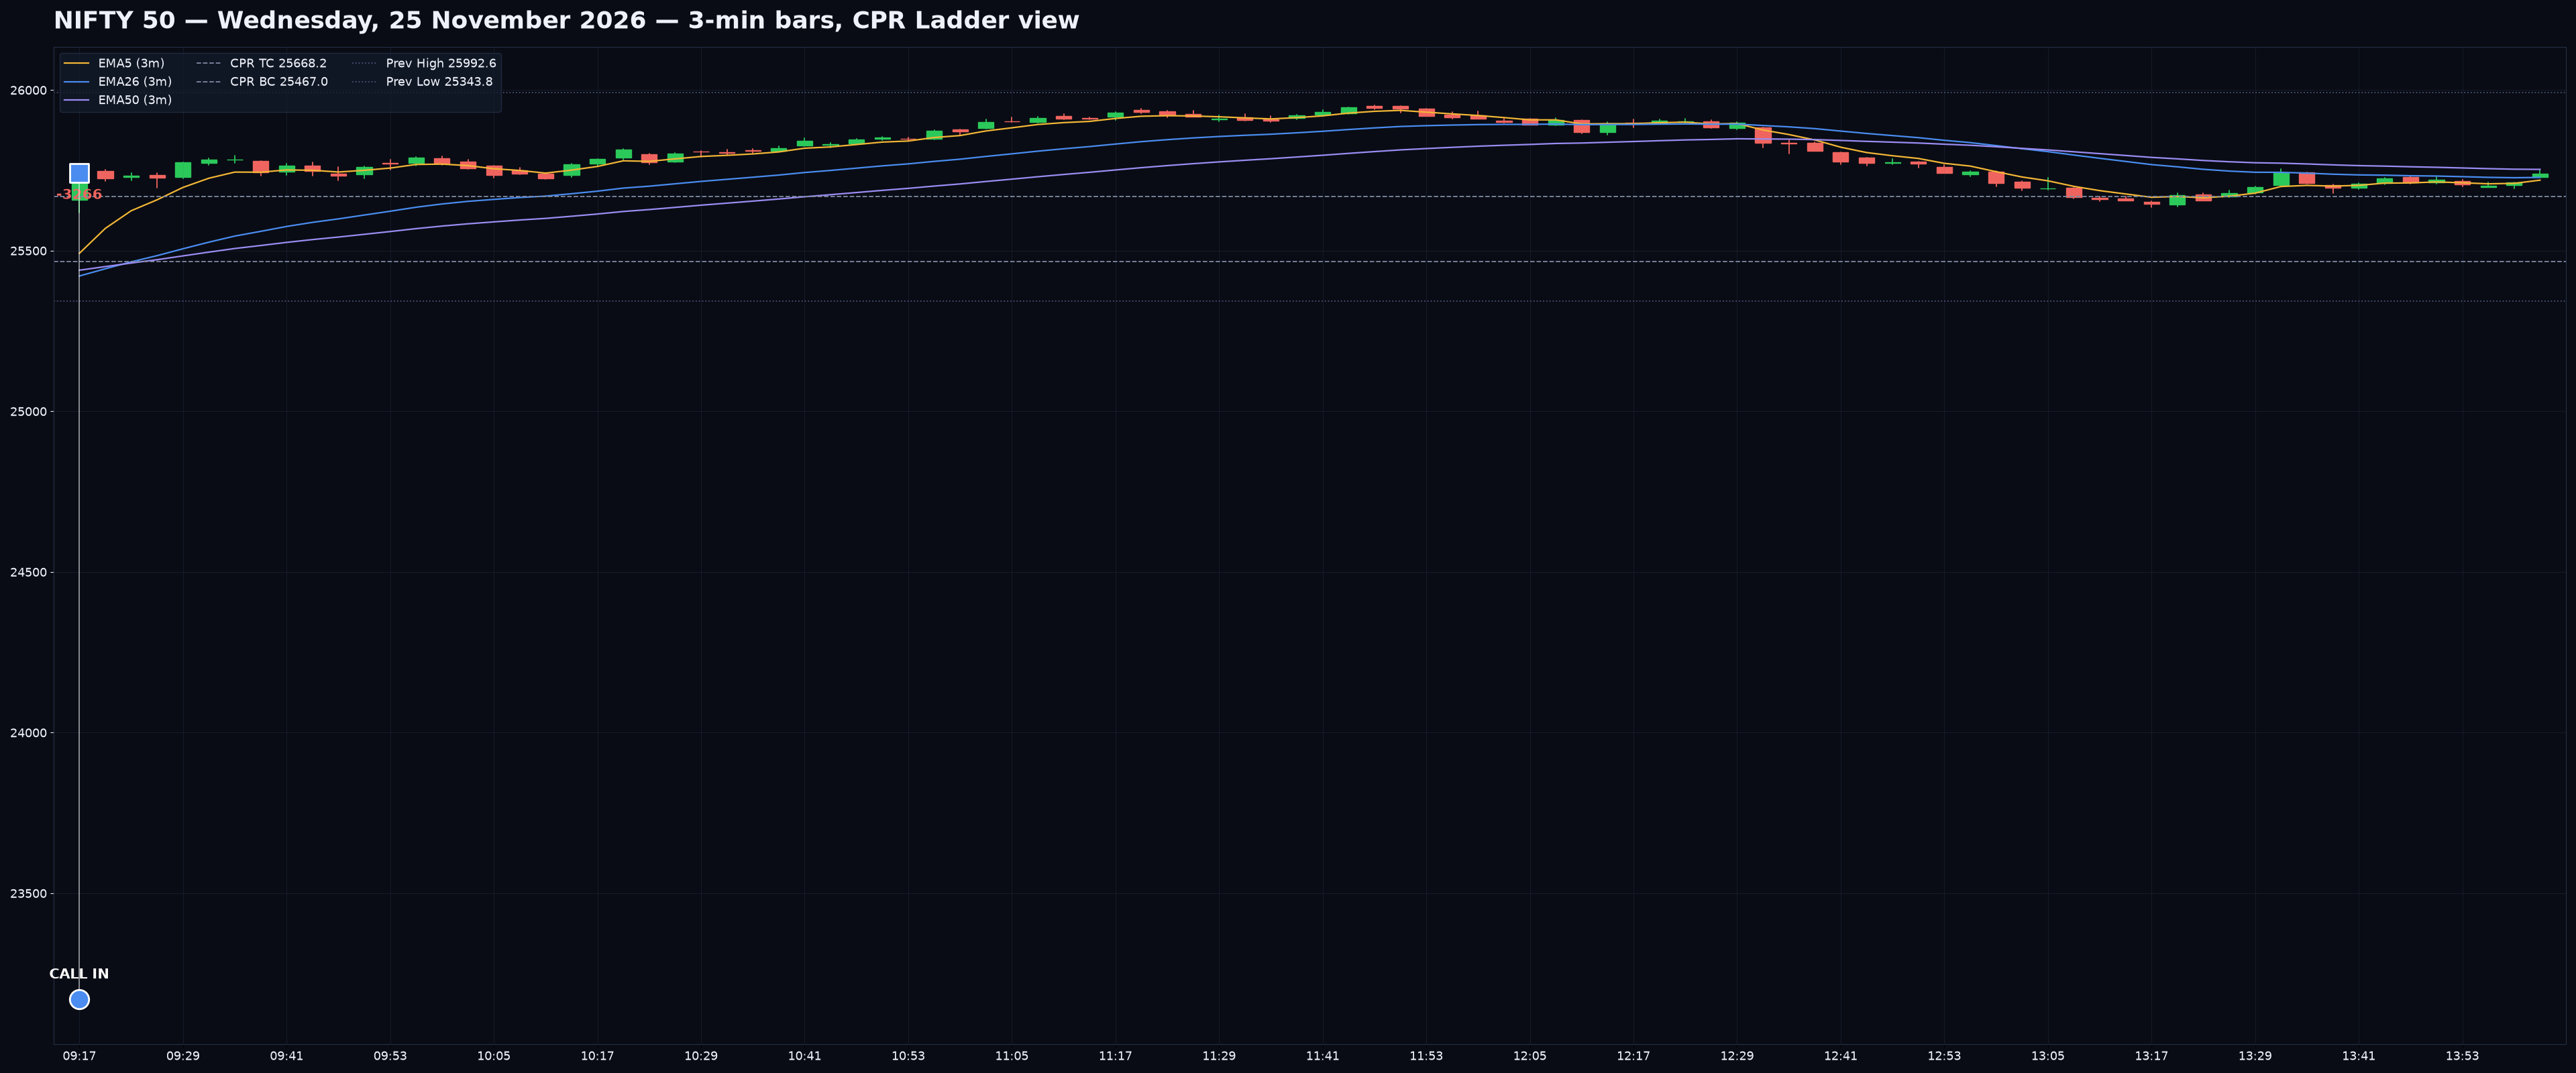 NIFTY 50 — Wednesday, 25 November 2026 — 3-min bars, CPR Ladder view
EMA5 (3m)
EMA26 (3m)
EMA50 (3m)
CPR TC 25668.2
CPR BC 25467.0
Prev High 25992.6
Prev Low 25343.8
26000
25500
25000
24500
24000
23500
CALL IN
09:17 09:29 09:41 09:53 10:05 10:17 10:29 10:41 10:53 11:05 11:17 11:29 11:41 11:53 12:05 12:17 12:29 12:41 12:53 13:05 13:17 13:29 13:41 13:53